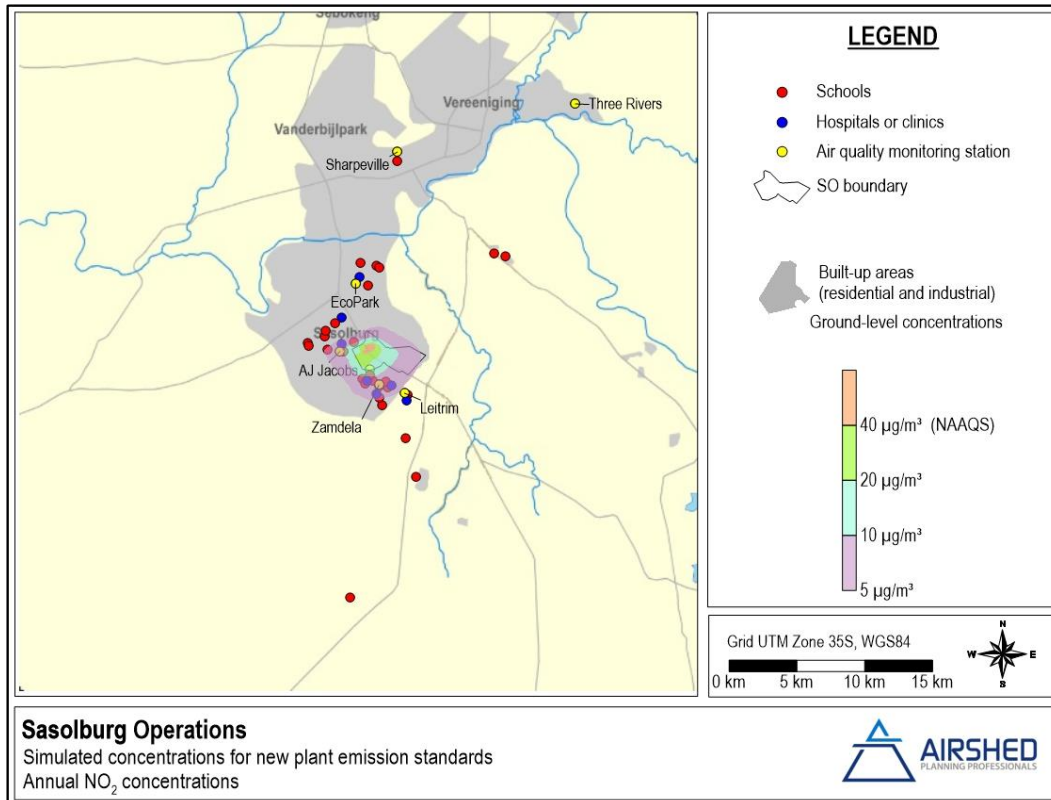 Sebokeng
Vereeniging
Three Rivers
Vanderbijlpark
Sharpeville
EcoPark
Sasolburg
AJ Jacobs
Leitrim
Zamdela
LEGEND
Schools
Hospitals or clinics
Air quality monitoring station
SO boundary
Built-up areas
(residential and industrial)
Ground-level concentrations
40 µg/m³ (NAAQS)
20 µg/m³
10 µg/m³
5 µg/m³
Grid UTM Zone 35S, WGS84
0 km 5 km 10 km 15 km
N
W E
S
Sasolburg Operations
Simulated concentrations for new plant emission standards
Annual NO₂ concentrations
AIRSHED
PLANNING PROFESSIONALS